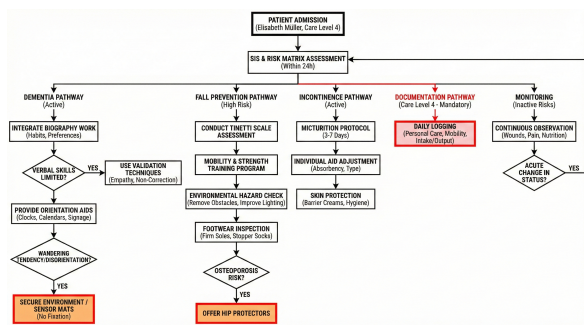 PATIENT ADMISSION
(Elisabeth Müller, Care Level 4)
SIS & RISK MATRIX ASSESSMENT
(Within 24h)
DEMENTIA PATHWAY
(Active)
INTEGRATE BIOGRAPHY WORK
(Habits, Preferences)
VERBAL SKILLS
LIMITED?
YES
USE VALIDATION
TECHNIQUES
(Empathy, Non-Correction)
PROVIDE ORIENTATION AIDS
(Clocks, Calendars, Signage)
WANDERING
TENDENCY/DISORIENTATION?
YES
SECURE ENVIRONMENT /
SENSOR MATS
(No Fixation)
FALL PREVENTION PATHWAY
(High Risk)
CONDUCT TINETTI SCALE
ASSESSMENT
MOBILITY & STRENGTH
TRAINING PROGRAM
ENVIRONMENTAL HAZARD CHECK
(Remove Obstacles, Improve Lighting)
FOOTWEAR INSPECTION
(Firm Soles, Stopper Socks)
OSTEOPOROSIS
RISK?
YES
OFFER HIP PROTECTORS
INCONTINENCE PATHWAY
(Active)
MICTURITION PROTOCOL
(3-7 Days)
INDIVIDUAL AID ADJUSTMENT
(Absorbency, Type)
SKIN PROTECTION
(Barrier Creams, Hygiene)
DOCUMENTATION PATHWAY
(Care Level 4 - Mandatory)
DAILY LOGGING
(Personal Care, Mobility,
Intake/Output)
MONITORING
(Inactive Risks)
CONTINUOUS OBSERVATION
(Wounds, Pain, Nutrition)
ACUTE
CHANGE IN
STATUS?
YES